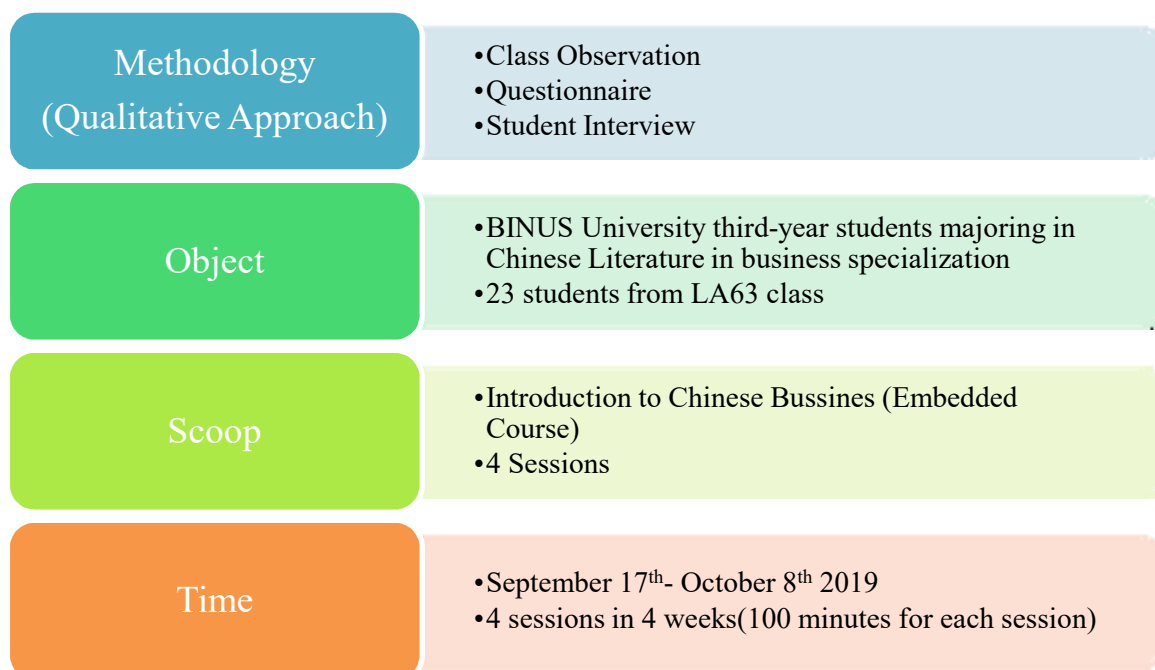 Methodology
(Qualitative Approach)
•Class Observation
•Questionnaire
•Student Interview
Object
•BINUS University third-year students majoring in
Chinese Literature in business specialization
•23 students from LA63 class
Scoop
•Introduction to Chinese Bussines (Embedded
Course)
•4 Sessions
Time
•September 17th- October 8th 2019
•4 sessions in 4 weeks(100 minutes for each session)